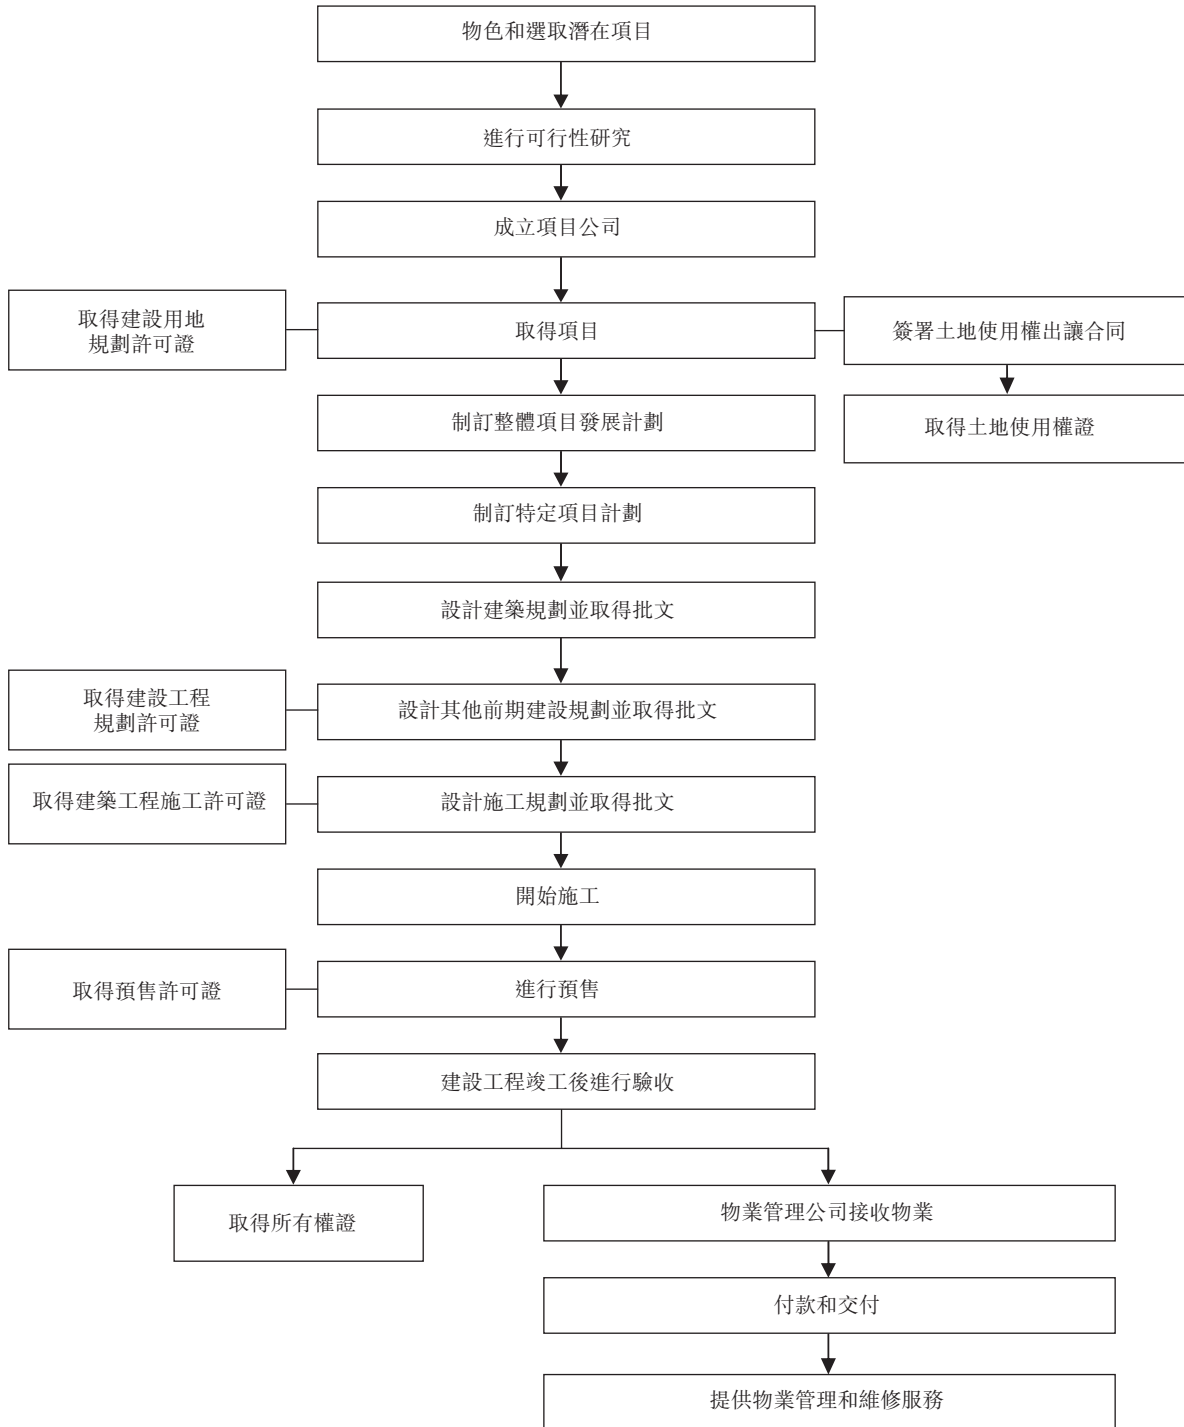 物色和選取潛在項目
進行可行性研究
成立項目公司
取得建設用地
規劃許可證
取得項目
簽署土地使用權出讓合同
制訂整體項目發展計劃
取得土地使用權證
制訂特定項目計劃
設計建築規劃並取得批文
取得建設工程
規劃許可證
設計其他前期建設規劃並取得批文
取得建築工程施工許可證
設計施工規劃並取得批文
開始施工
取得預售許可證
進行預售
建設工程竣工後進行驗收
取得所有權證
物業管理公司接收物業
付款和交付
提供物業管理和維修服務